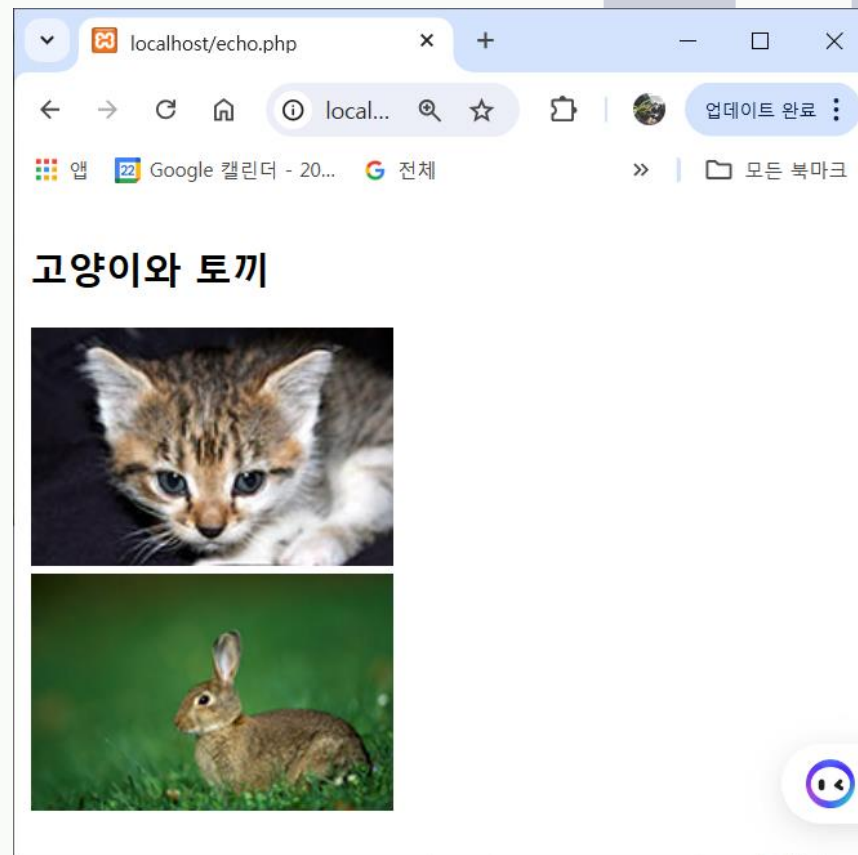 localhost/echo.php
local...
업데이트 완료
앱
22
Google 캘린더 - 20...
전체
모든 북마크
고양이와 토끼